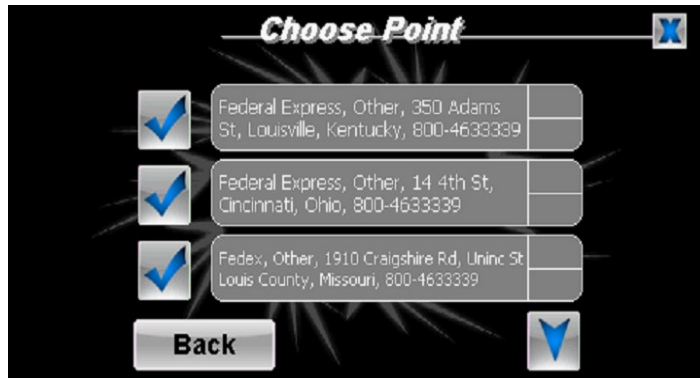 Choose Point
X
Federal Express, Other, 350 Adams
St, Louisville, Kentucky, 800-4633339
Federal Express, Other, 14 4th St,
Cincinnati, Ohio, 800-4633339
Fedex, Other, 1910 Craigshire Rd, Uninc St
Louis County, Missouri, 800-4633339
Back